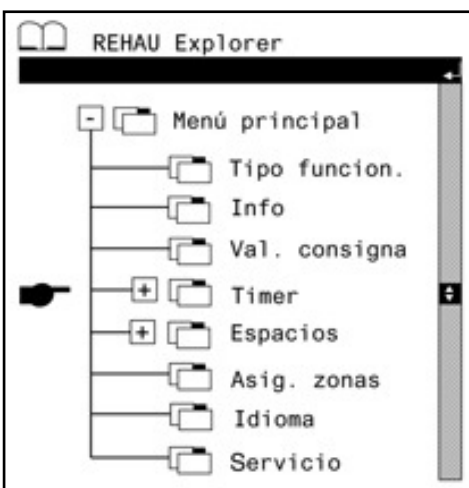 REHAU Explorer
Menú principal
Tipo funcion.
Info
Val. consigna
Timer
Espacios
Asig. zonas
Idioma
Servicio